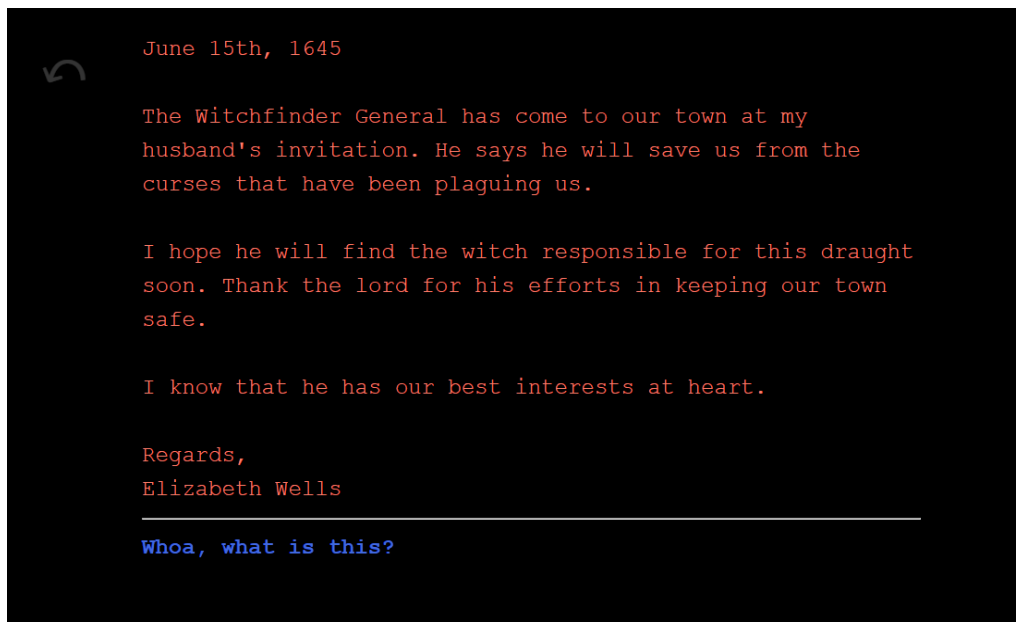 June 15th, 1645
The Witchfinder General has come to our town at my
husband's invitation. He says he will save us from the
curses that have been plaguing us.
I hope he will find the witch responsible for this draught
soon. Thank the lord for his efforts in keeping our town
safe.
I know that he has our best interests at heart.
Regards,
Elizabeth Wells
Whoa, what is this?